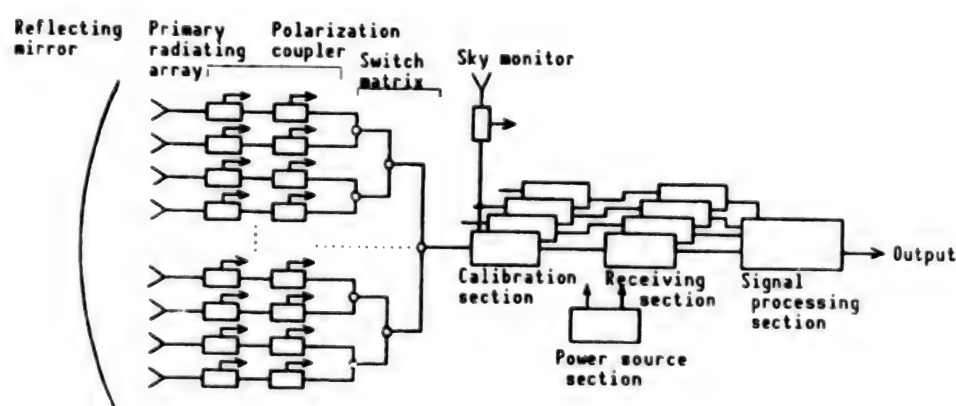 Reflecting
mirror
Primary
radiating
array
Polarization
coupler
Switch
matrix
Sky monitor
Calibration
section
Receiving
section
Signal
processing
section
Output
Power source
section